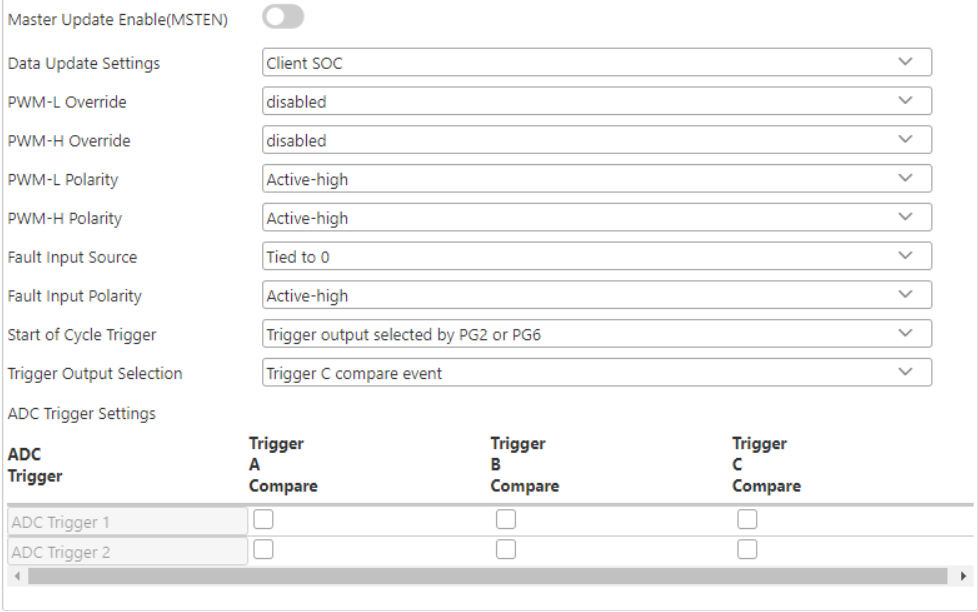 Master Update Enable(MSTEN)
Data Update Settings Client SOC
PWM-L Override disabled
PWM-H Override disabled
PWM-L Polarity Active-high
PWM-H Polarity Active-high
Fault Input Source Tied to 0
Fault Input Polarity Active-high
Start of Cycle Trigger Trigger output selected by PG2 or PG6
Trigger Output Selection Trigger C compare event
ADC Trigger Settings
ADC
Trigger
Trigger
A
Compare
Trigger
B
Compare
Trigger
C
Compare
ADC Trigger 1
ADC Trigger 2